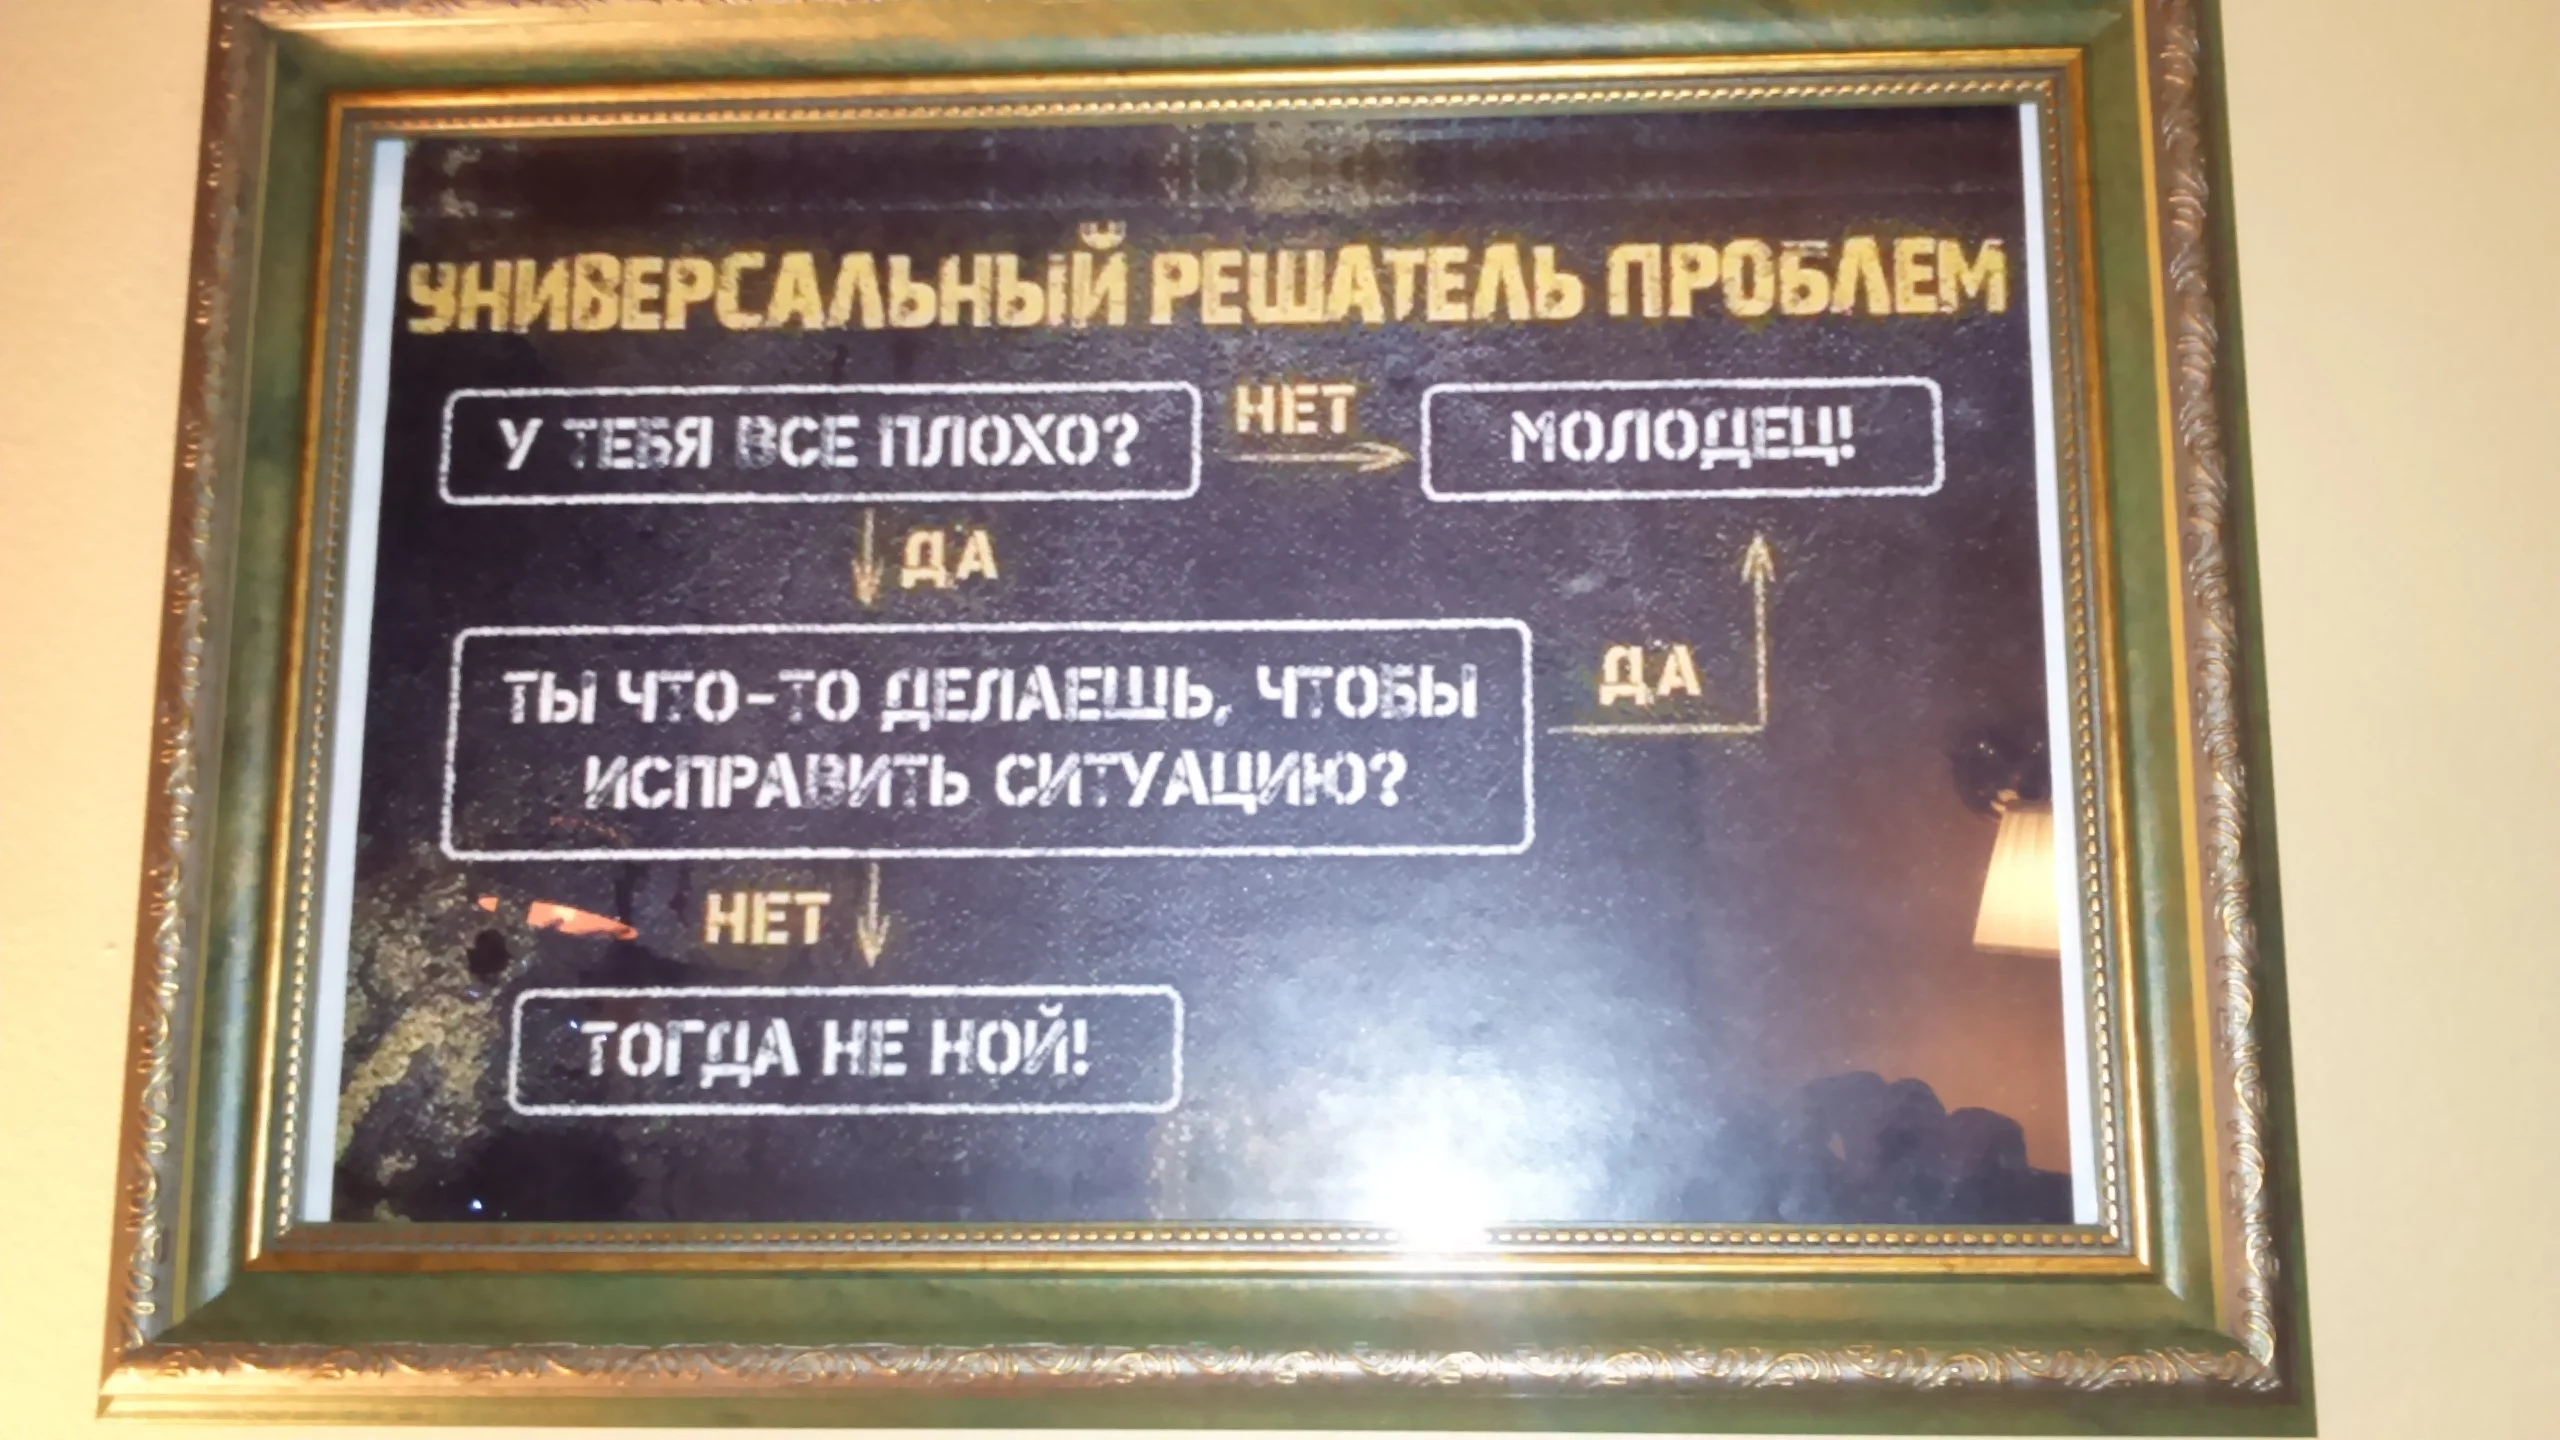 УНИВЕРСАЛЬНЫЙ РЕШАТЕЛЬ ПРОБЛЕМ
У ТЕБЯ ВСЕ ПЛОХО?
НЕТ
МОЛОДЕЦ!
ДА
ТЫ ЧТО-ТО ДЕЛАЕШЬ, ЧТОБЫ
ИСПРАВИТЬ СИТУАЦИЮ?
ДА
НЕТ
ТОГДА НЕ НОЙ!